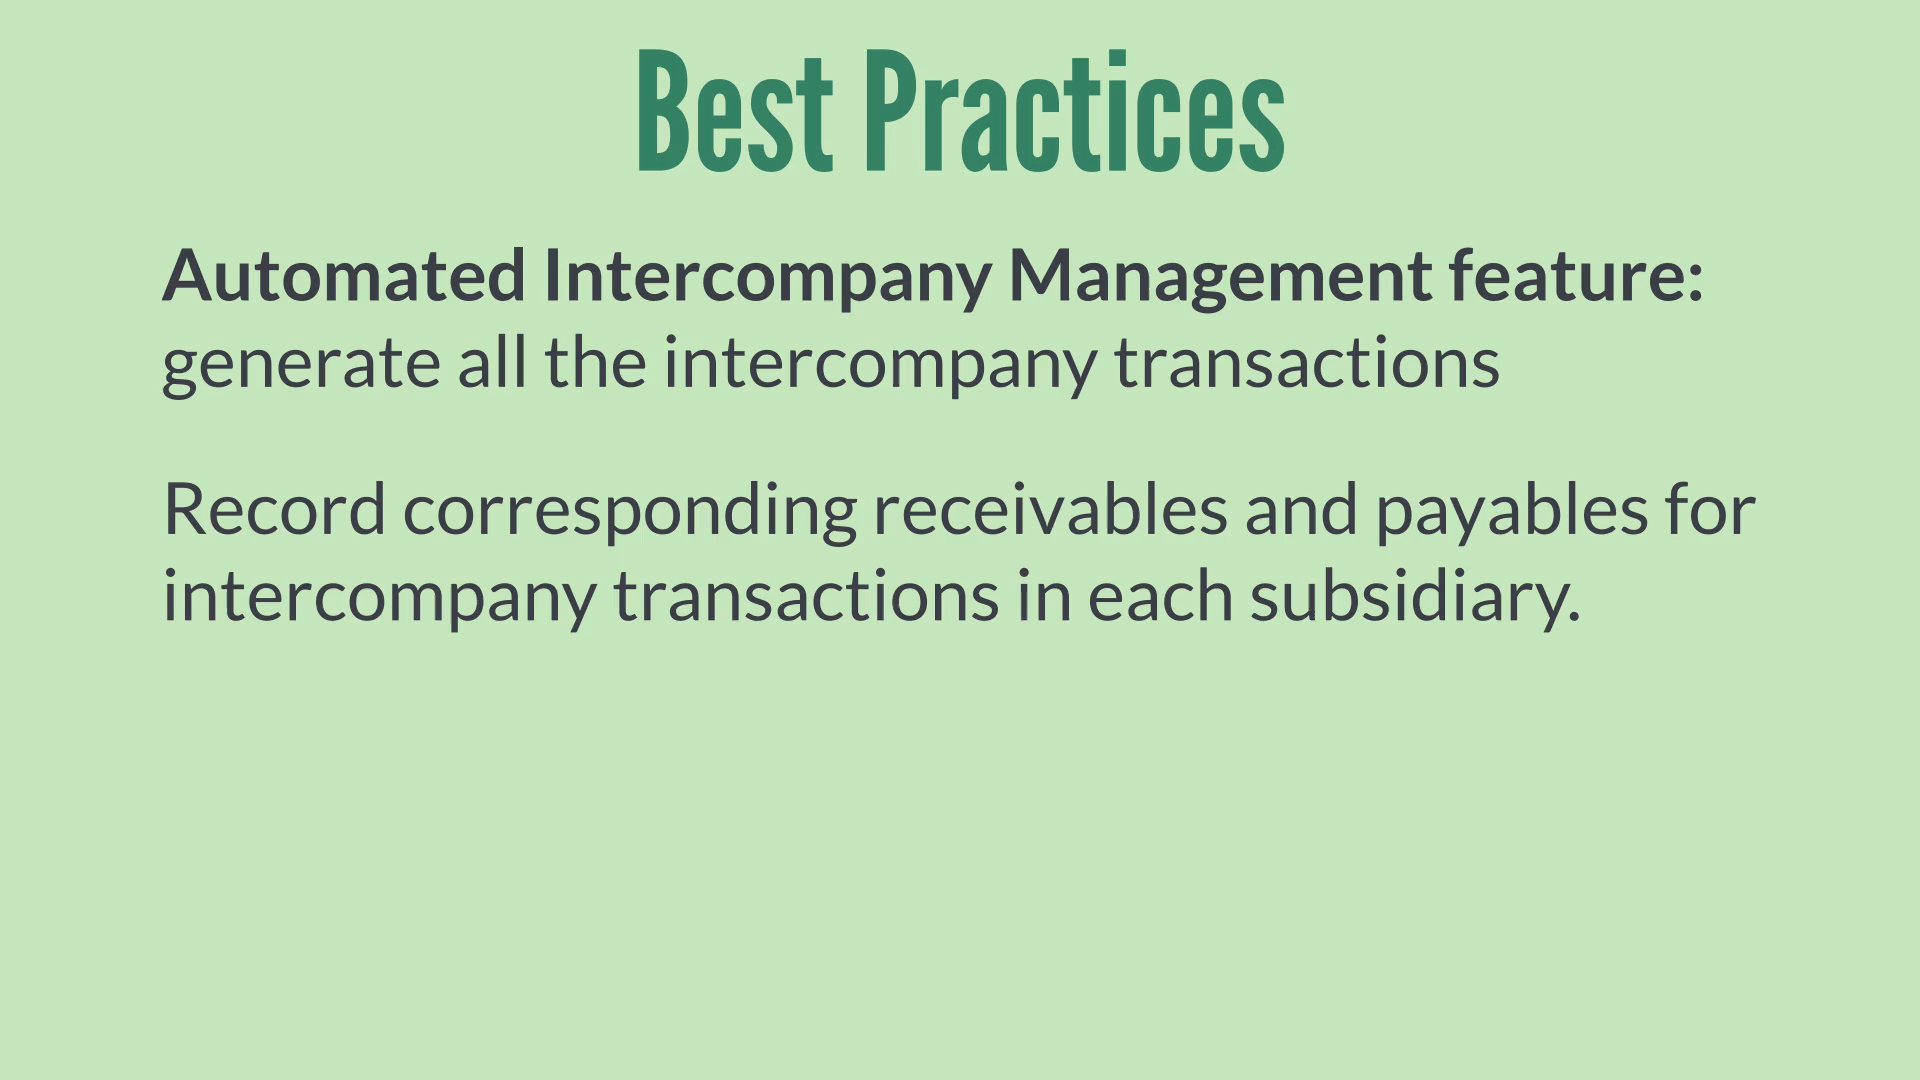 Best Practices
Automated Intercompany Management feature:
generate all the intercompany transactions
Record corresponding receivables and payables for
intercompany transactions in each subsidiary.